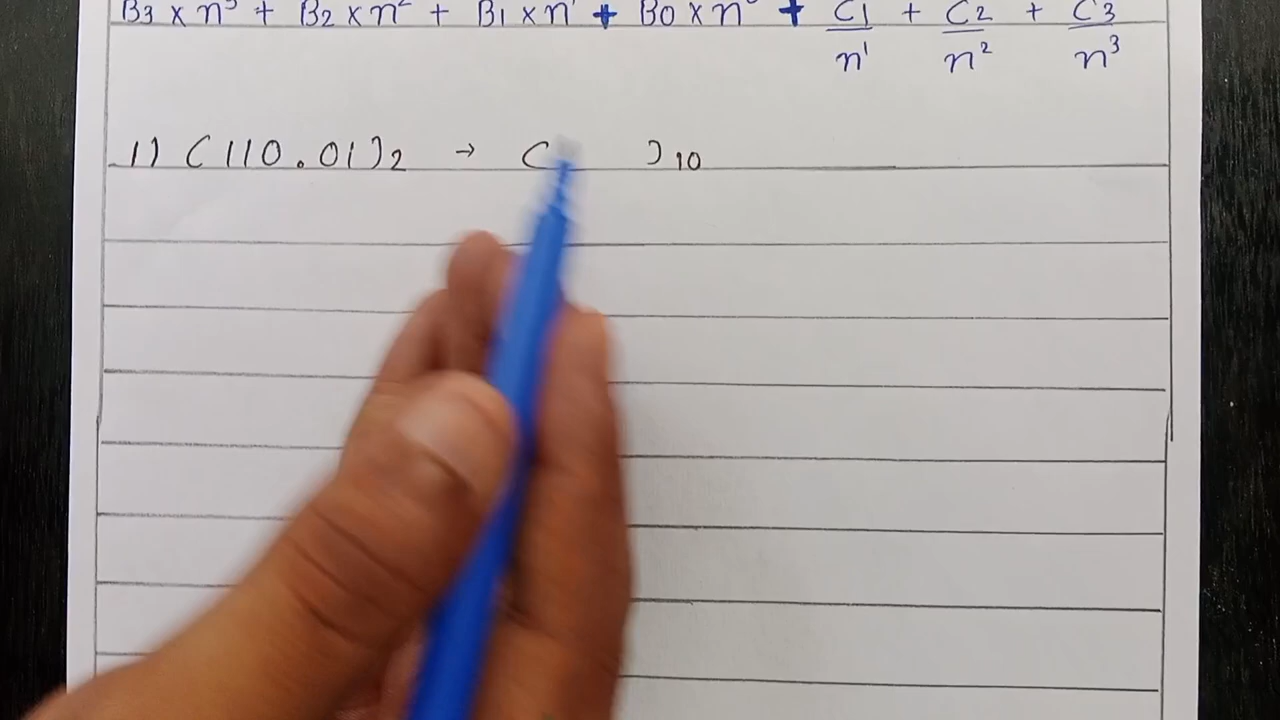 B₃ × n³ + B₂ × n² + B₁ × n¹ + B₀ × n⁰ + C₁/n¹ + C₂/n² + C₃/n³
1) (110.01)₂ → ( )₁₀